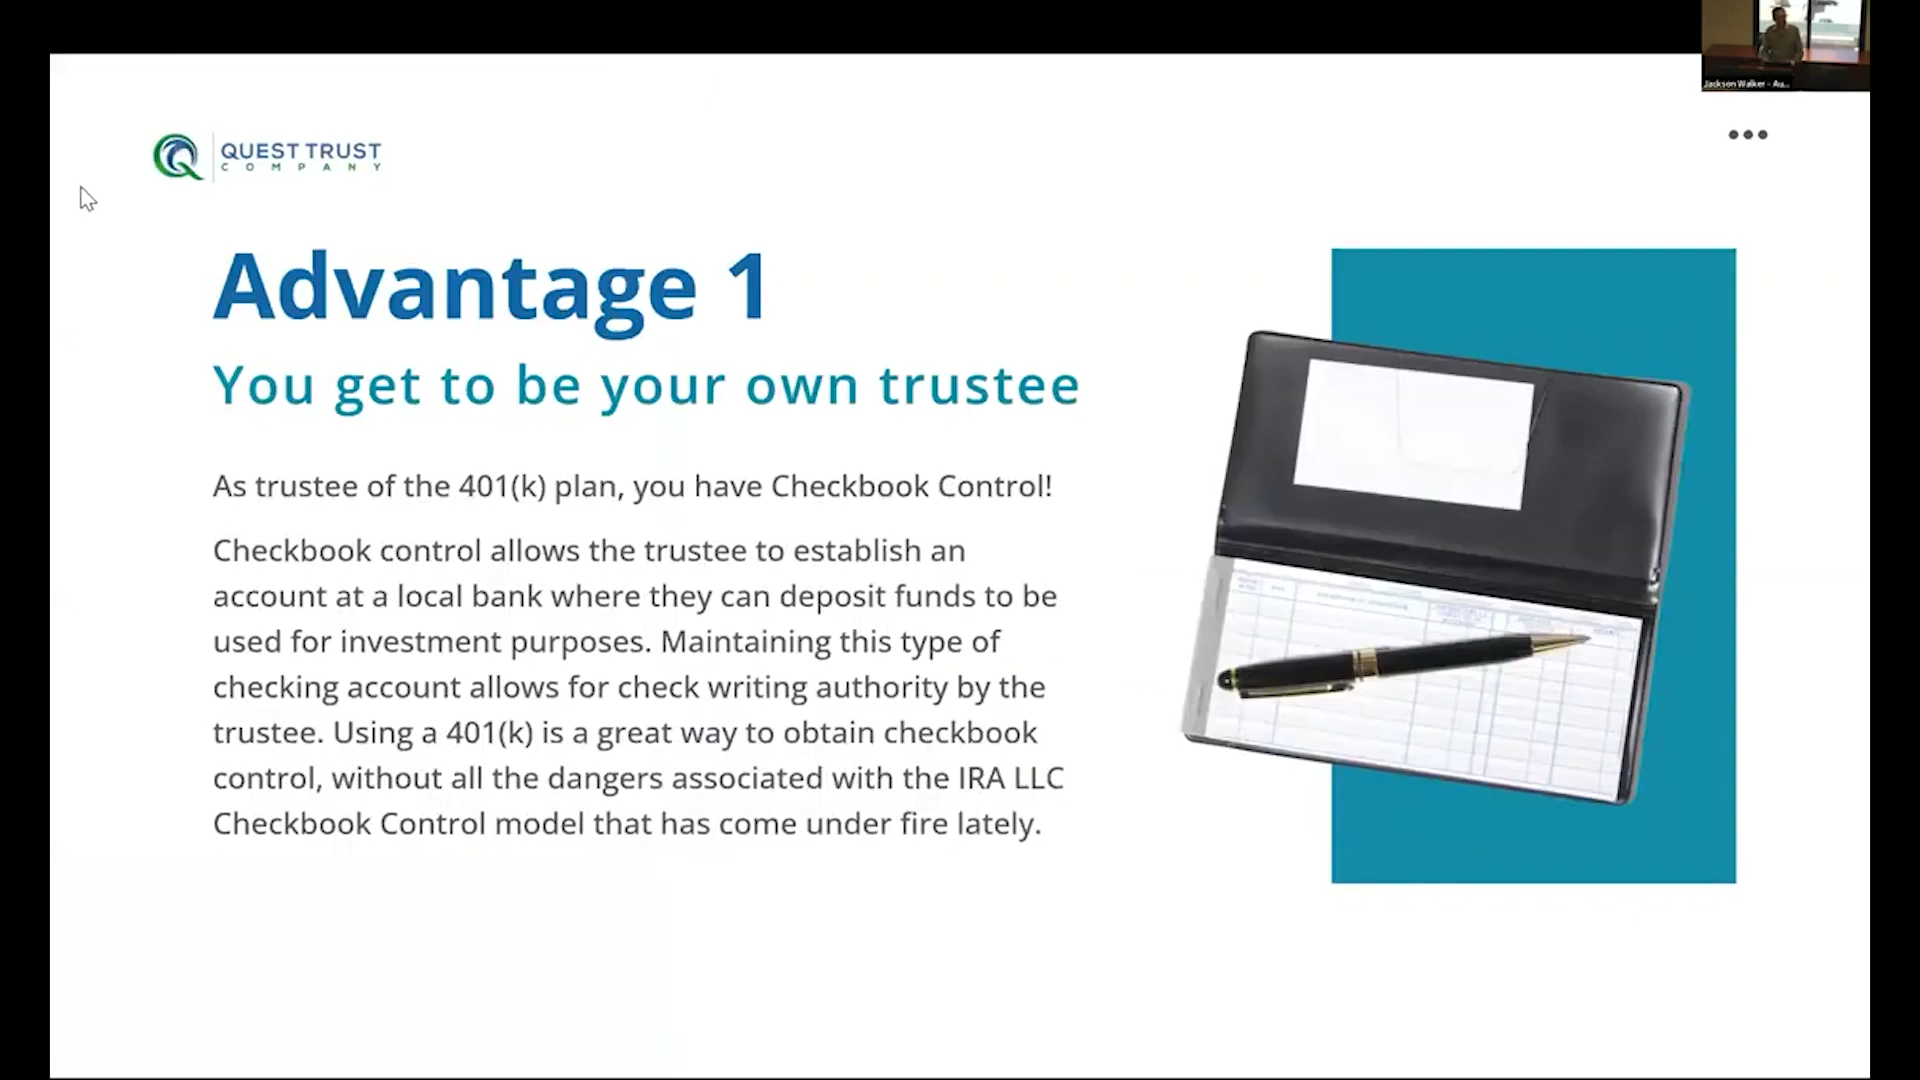 Jackson Walker - Au...
QUEST TRUST
COMPANY
Advantage 1
You get to be your own trustee
As trustee of the 401(k) plan, you have Checkbook Control!
Checkbook control allows the trustee to establish an
account at a local bank where they can deposit funds to be
used for investment purposes. Maintaining this type of
checking account allows for check writing authority by the
trustee. Using a 401(k) is a great way to obtain checkbook
control, without all the dangers associated with the IRA LLC
Checkbook Control model that has come under fire lately.